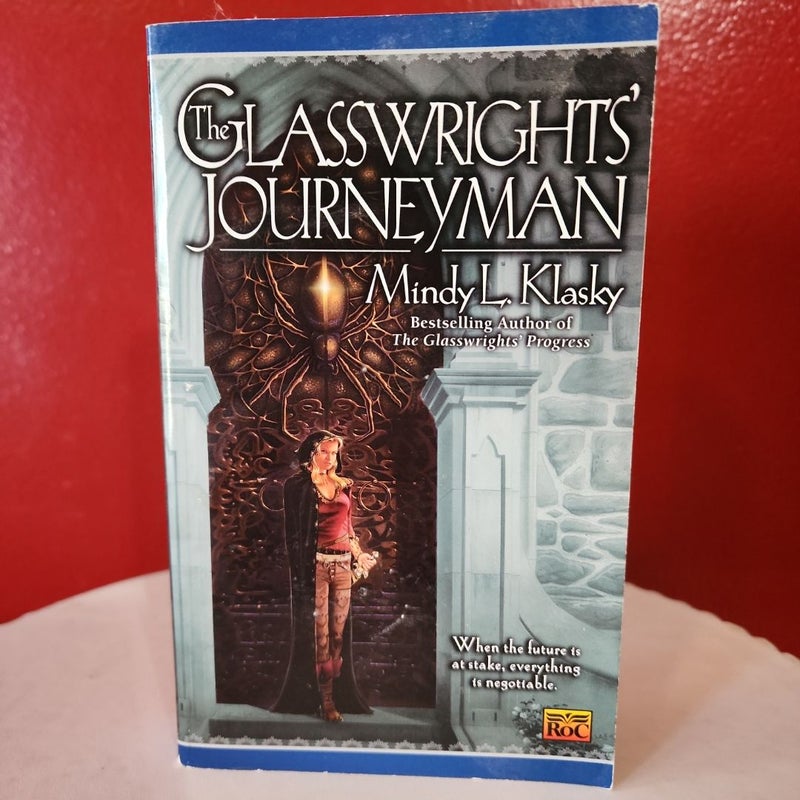 The GLASSWRIGHTS'
JOURNEYMAN
Mindy L. Klasky
Bestselling Author of
The Glasswrights' Progress
When the future is
at stake, everything
is negotiable.
ROC